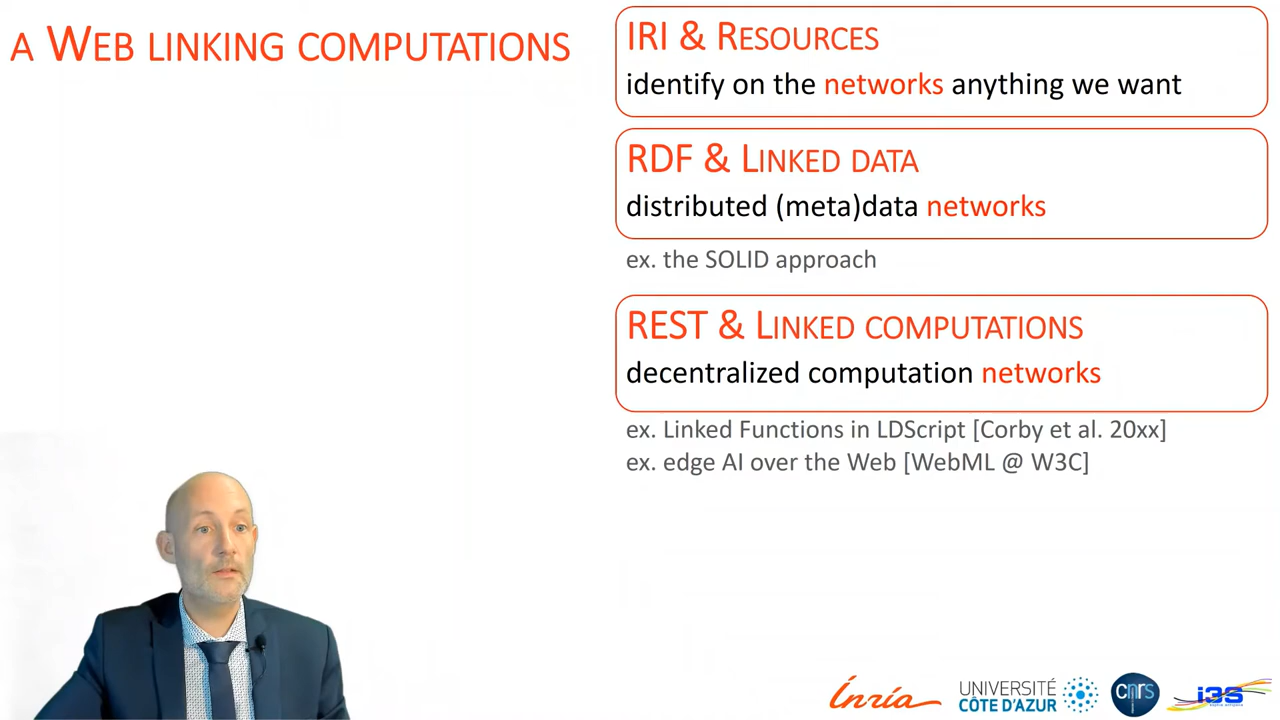 A WEB LINKING COMPUTATIONS
IRI & RESOURCES
identify on the networks anything we want
RDF & LINKED DATA
distributed (meta)data networks
ex. the SOLID approach
REST & LINKED COMPUTATIONS
decentralized computation networks
ex. Linked Functions in LDScript [Corby et al. 20xx]
ex. edge AI over the Web [WebML @ W3C]
Inria
UNIVERSITÉ
CÔTE D'AZUR
cnrs
i3S